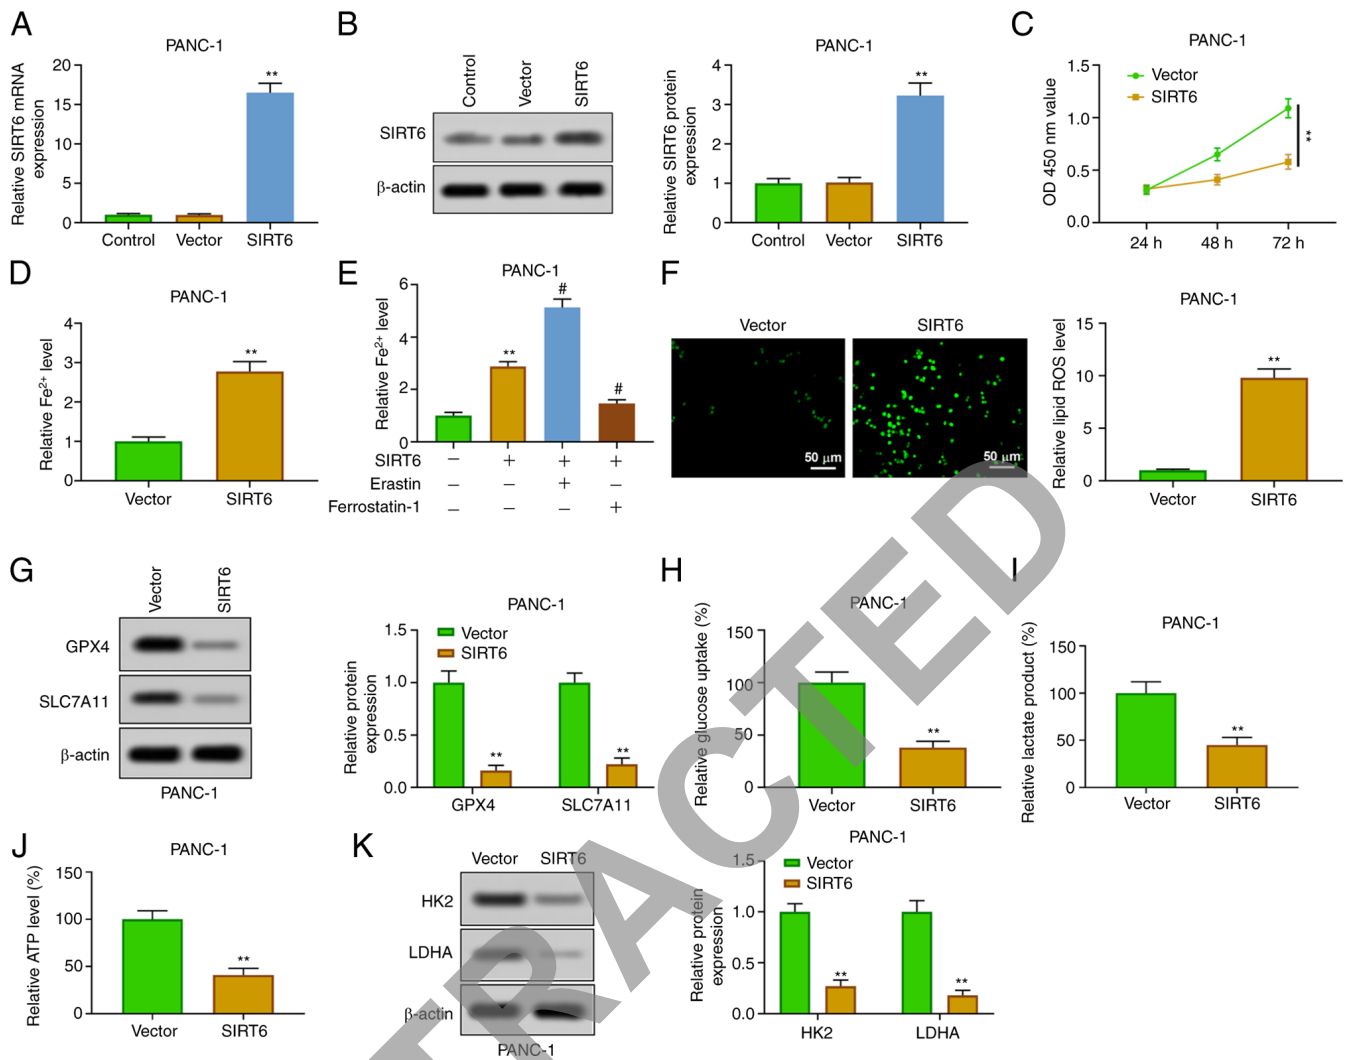 A
PANC-1
Relative SIRT6 mRNA
expression
20
15
10
5
0
**
Control
Vector
SIRT6
B
Control
Vector
SIRT6
SIRT6
β-actin
PANC-1
Relative SIRT6 protein
expression
4
3
2
1
0
**
Control
Vector
SIRT6
C
PANC-1
OD 450 nm value
1.5
1.0
0.5
0.0
Vector
SIRT6
**
24 h
48 h
72 h
D
PANC-1
Relative Fe2+ level
4
3
2
1
0
**
Vector
SIRT6
E
PANC-1
Relative Fe2+ level
6
4
2
0
**
#
#
SIRT6 – + + +
Erastin – – + –
Ferrostatin-1 – – – +
F
Vector
SIRT6
50 μm
50 μm
PANC-1
Relative lipid ROS level
15
10
5
0
**
Vector
SIRT6
G
Vector
SIRT6
GPX4
SLC7A11
β-actin
PANC-1
PANC-1
Relative protein
expression
1.5
1.0
0.5
0.0
Vector
SIRT6
**
**
GPX4
SLC7A11
H
PANC-1
Relative glucose uptake (%)
150
100
50
0
**
Vector
SIRT6
I
PANC-1
Relative lactate product (%)
150
100
50
0
**
Vector
SIRT6
J
PANC-1
Relative ATP level (%)
150
100
50
0
**
Vector
SIRT6
K
Vector
SIRT6
HK2
LDHA
β-actin
PANC-1
PANC-1
Relative protein
expression
1.5
1.0
0.5
0.0
Vector
SIRT6
**
**
HK2
LDHA
TRACTED